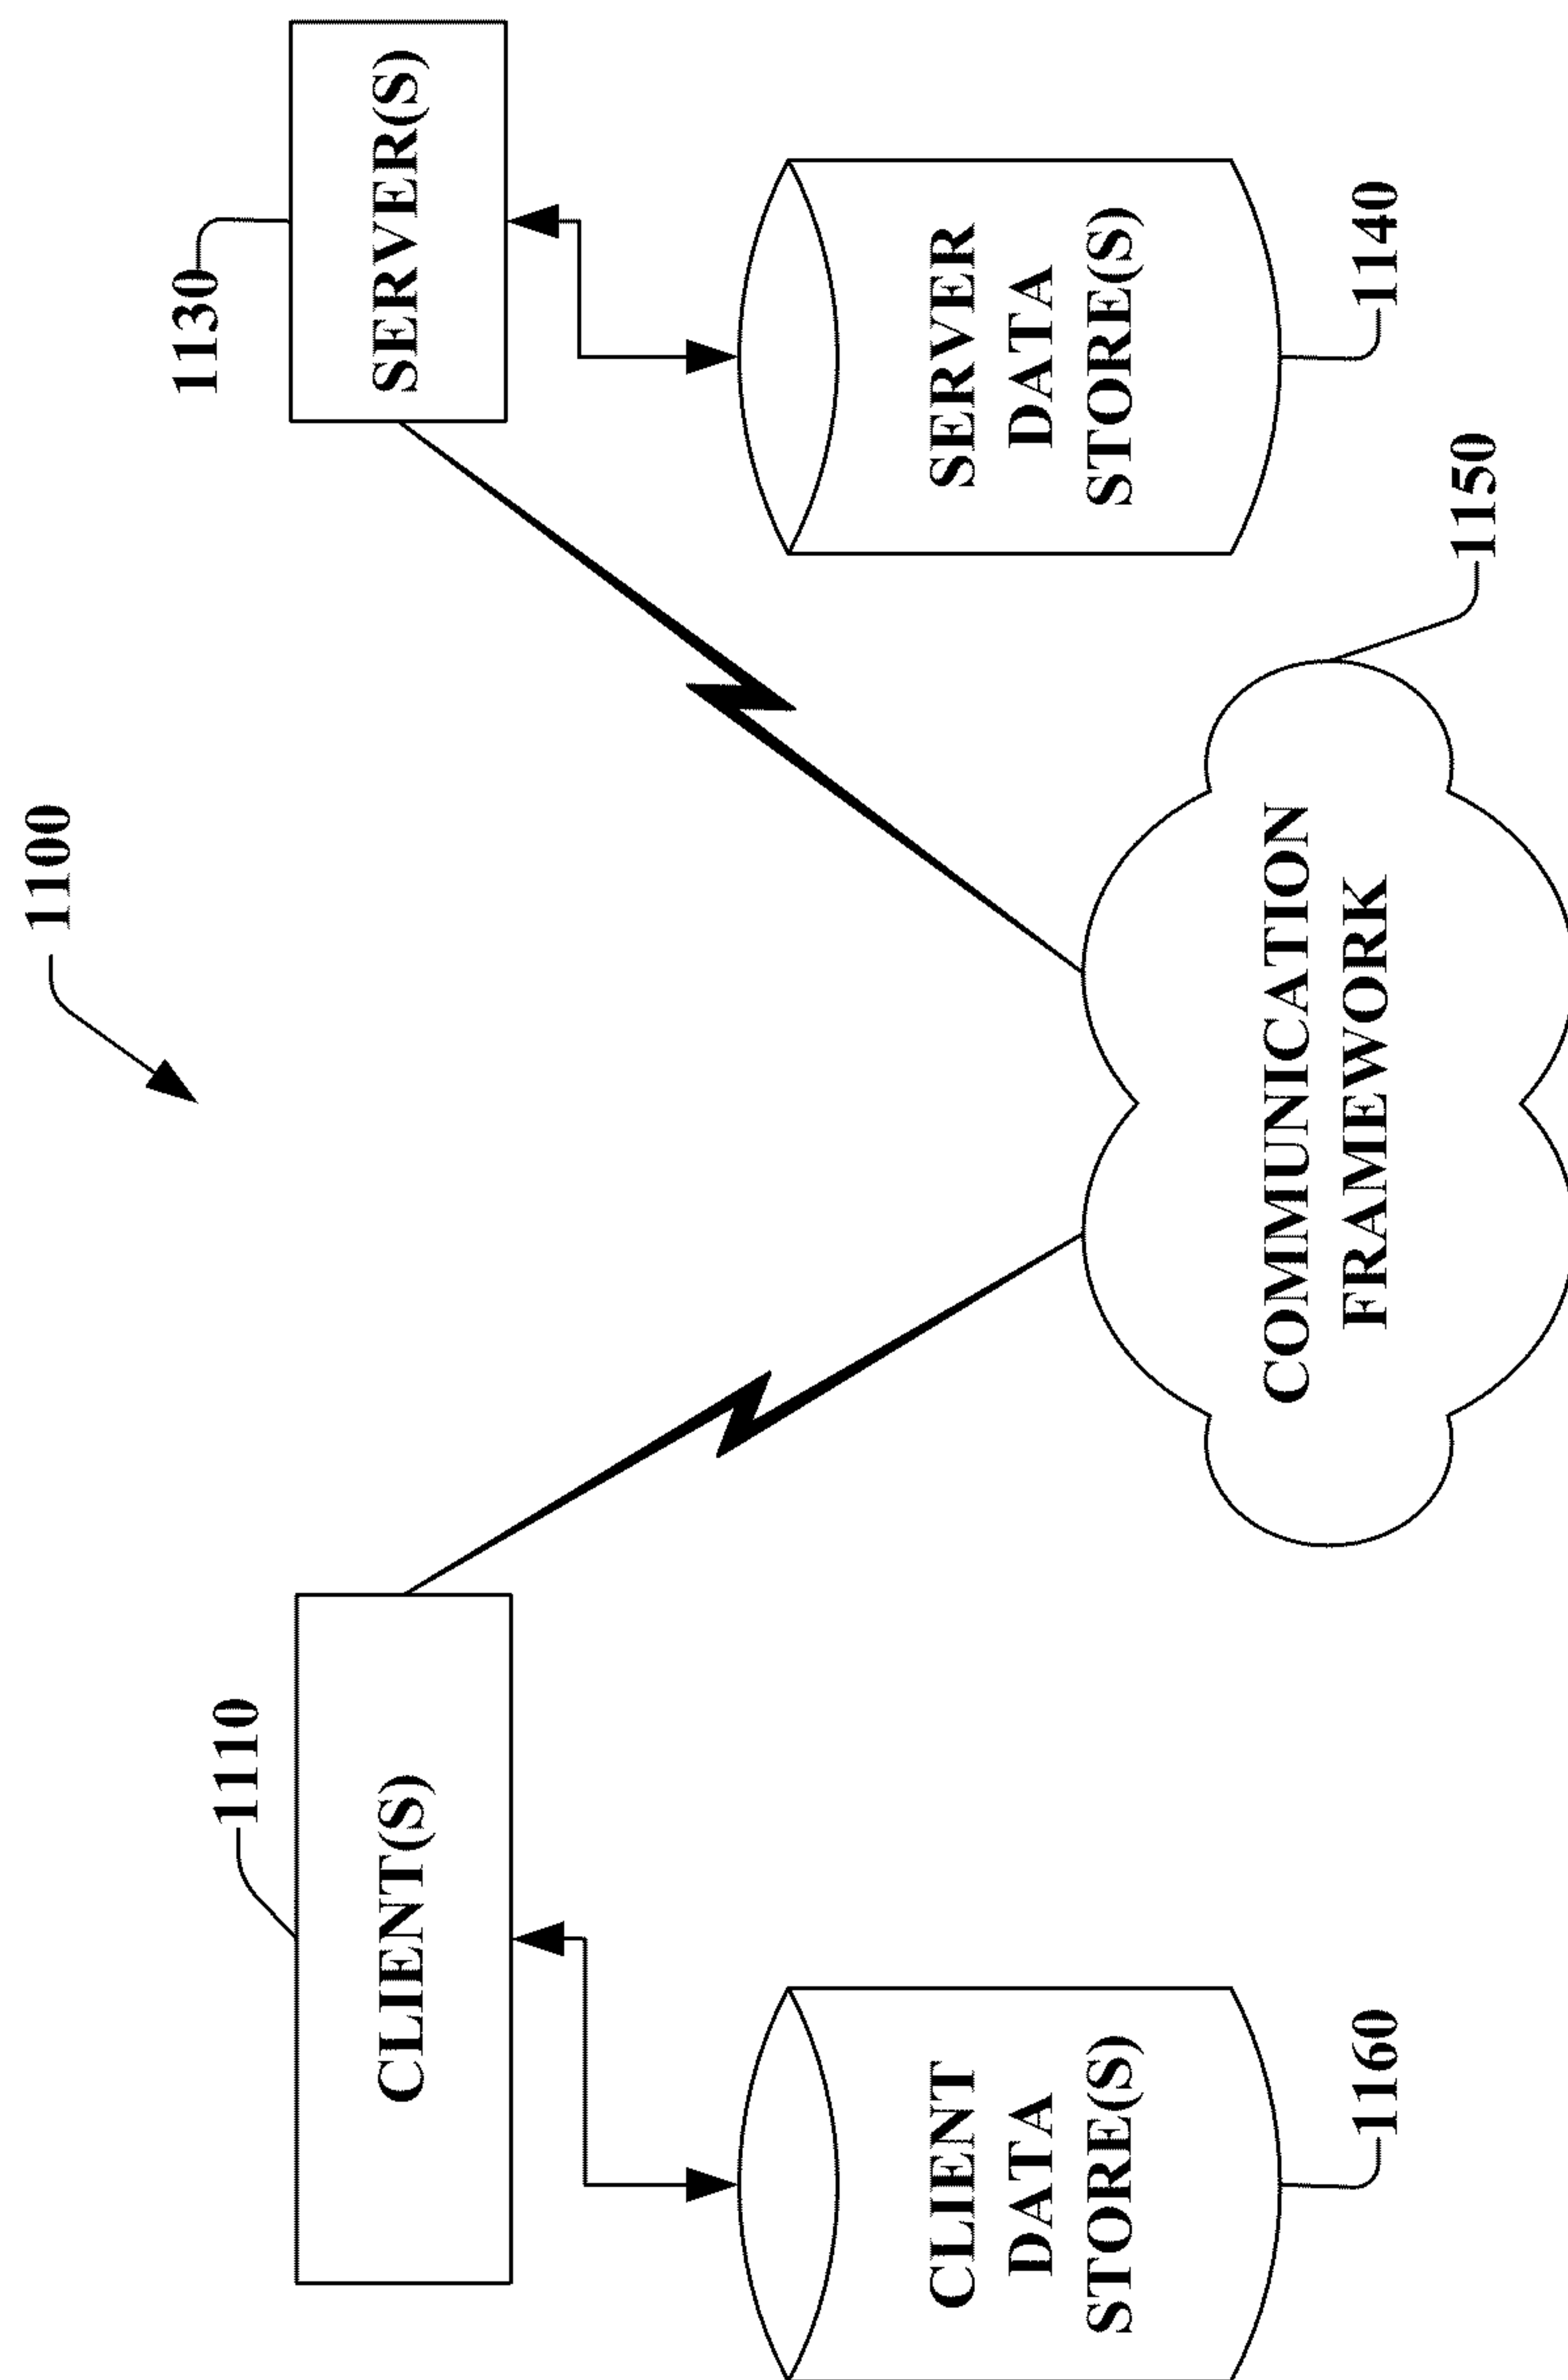 1100
1110
1130
CLIENT(S)
SERVER(S)
CLIENT
DATA
STORE(S)
SERVER
DATA
STORE(S)
COMMUNICATION
FRAMEWORK
1160
1140
1150